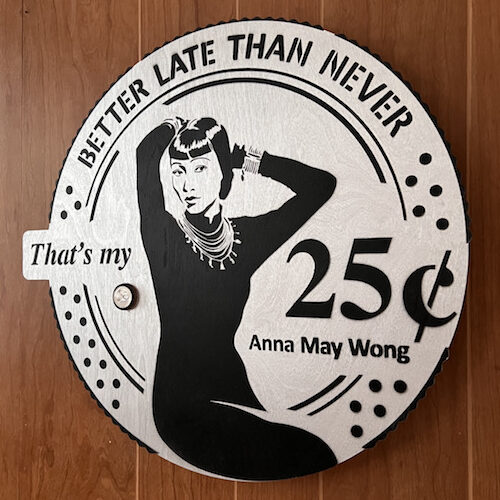 BETTER LATE THAN NEVER
That's my
25¢
Anna May Wong